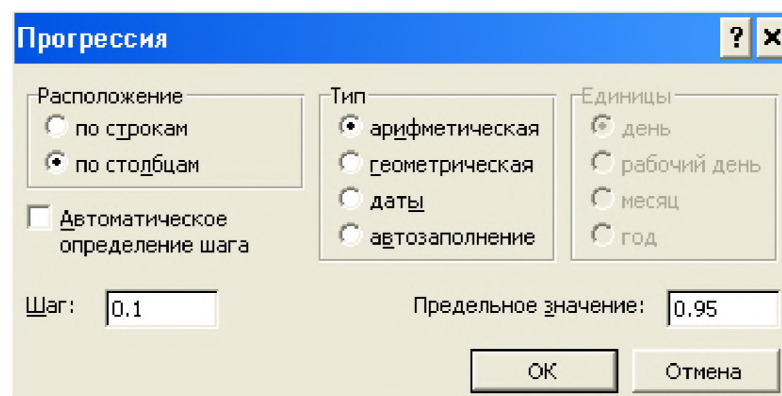 Прогрессия
Расположение
по строкам
по столбцам
Автоматическое
определение шага
Тип
арифметическая
геометрическая
даты
автозаполнение
Единицы
день
рабочий день
месяц
год
Шаг: 0.1
Предельное значение: 0.95
ОК
Отмена